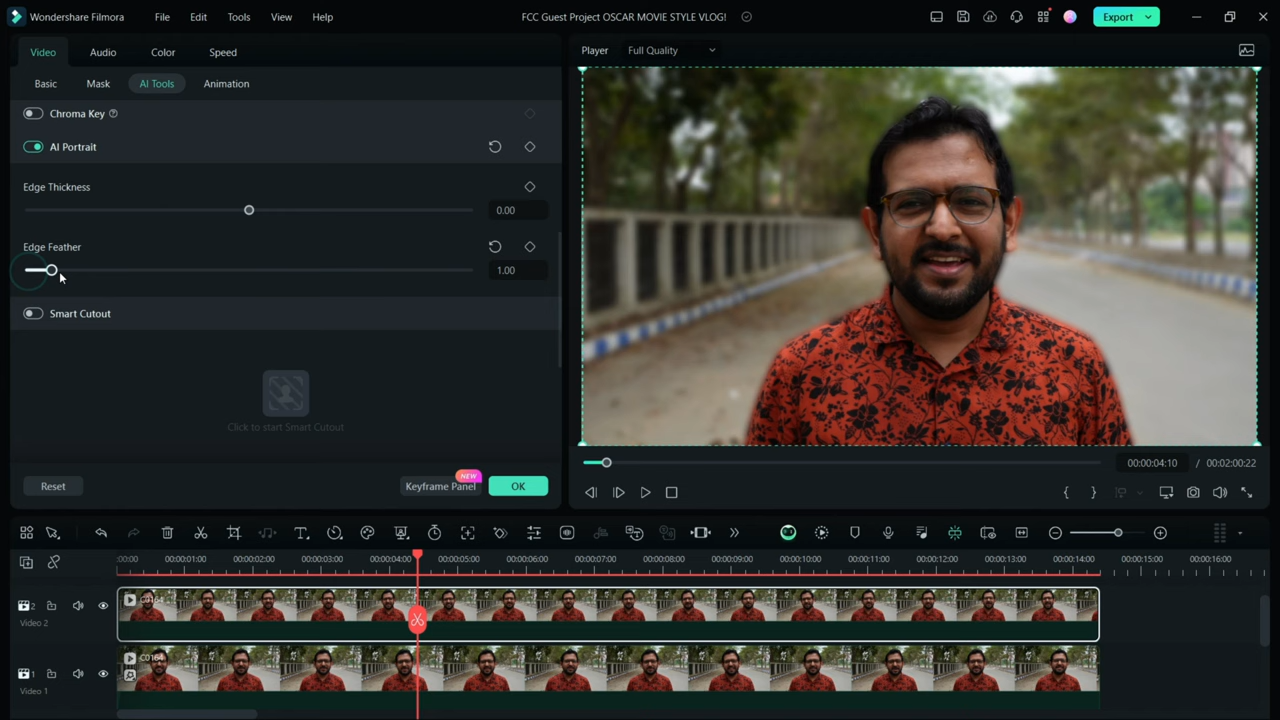 Wondershare Filmora File Edit Tools View Help FCC Guest Project OSCAR MOVIE STYLE VLOG! Export
Video Audio Color Speed
Player Full Quality
Basic Mask AI Tools Animation
Chroma Key
AI Portrait
Edge Thickness
0.00
Edge Feather
1.00
Smart Cutout
Click to start Smart Cutout
00:00:04:10 / 00:02:00:22
NEW
Reset Keyframe Panel OK
:00:00 00:00:01:00 00:00:02:00 00:00:03:00 00:00:04:00 00:00:05:00 00:00:06:00 00:00:07:00 00:00:08:00 00:00:09:00 00:00:10:00 00:00:11:00 00:00:12:00 00:00:13:00 00:00:14:00 00:00:15:00 00:00:16:00
2 C0164
Video 2
C0164
1
Video 1